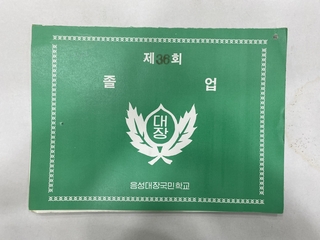 제36회
졸 업
대
장
음성대장국민학교